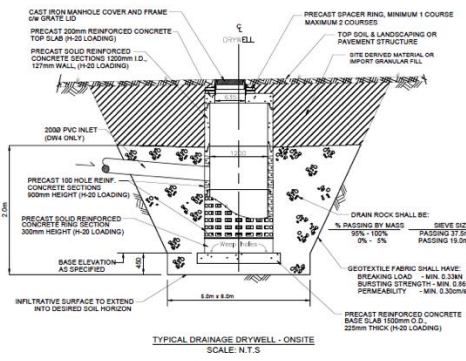 CAST IRON MANHOLE COVER AND FRAME
c/w GRATE LID
PRECAST 200mm REINFORCED CONCRETE
TOP SLAB (H-20 LOADING)
PRECAST SOLID REINFORCED
CONCRETE SECTIONS 1200mm I.D.,
127mm WALL (H-20 LOADING)
200Ø PVC INLET
(DW4 ONLY)
2.0m
PRECAST 100 HOLE REINF.
CONCRETE SECTIONS
900mm HEIGHT (H-20 LOADING)
PRECAST SOLID REINFORCED
CONCRETE RING SECTION
300mm HEIGHT (H-20 LOADING)
BASE ELEVATION
AS SPECIFIED
450
INFILTRATIVE SURFACE TO EXTEND
INTO DESIRED SOIL HORIZON
DRYWELL
Weep Holes
PRECAST SPACER RING, MINIMUM 1 COURSE
MAXIMUM 2 COURSES
TOP SOIL & LANDSCAPING OR
PAVEMENT STRUCTURE
SITE DERIVED MATERIAL OR
IMPORT GRANULAR FILL
DRAIN ROCK SHALL BE:
% PASSING BY MASS SIEVE SIZ
95% - 100% PASSING 37.5
0% - 5% PASSING 19.0
GEOTEXTILE FABRIC SHALL HAVE:
BREAKING LOAD - MIN. 0.33kN
BURSTING STRENGTH - MIN. 0.86
PERMEABILITY - MIN. 0.30cm/s
PRECAST REINFORCED CONCRETE
BASE SLAB 1500mm O.D.,
225mm THICK (H-20 LOADING)
TYPICAL DRAINAGE DRYWELL - ONSITE
SCALE: N.T.S